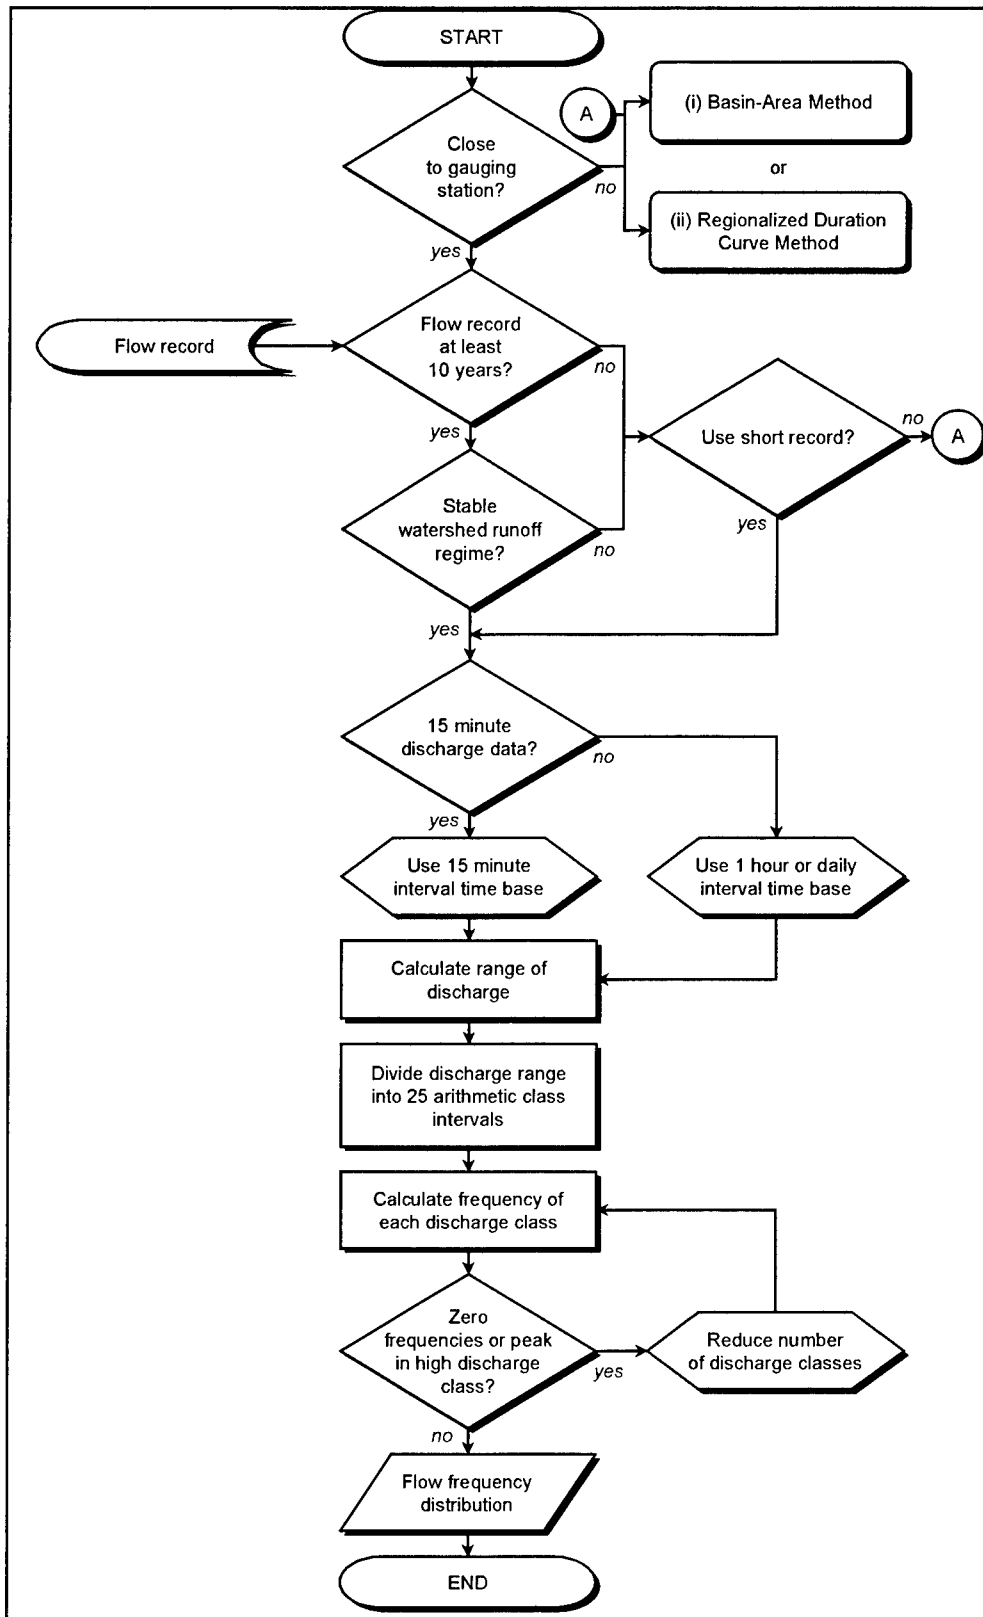 START
Close
to gauging
station?
no
yes
A
(i) Basin-Area Method
or
(ii) Regionalized Duration
Curve Method
Flow record
Flow record
at least
10 years?
no
yes
Use short record?
no
A
yes
Stable
watershed runoff
regime?
no
yes
15 minute
discharge data?
no
yes
Use 15 minute
interval time base
Use 1 hour or daily
interval time base
Calculate range of
discharge
Divide discharge range
into 25 arithmetic class
intervals
Calculate frequency of
each discharge class
Zero
frequencies or peak
in high discharge
class?
yes
Reduce number
of discharge classes
no
Flow frequency
distribution
END